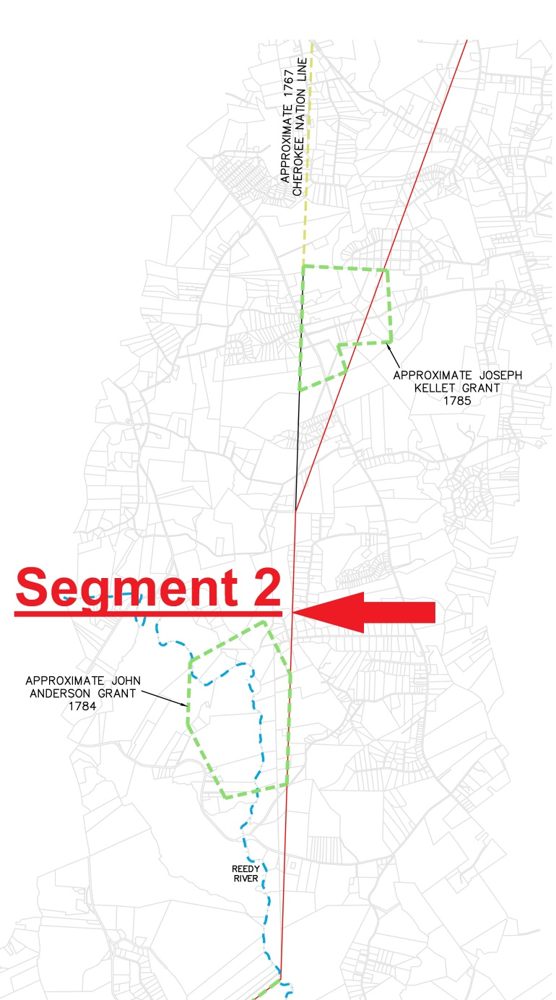 APPROXIMATE 1767
CHEROKEE NATION LINE
APPROXIMATE JOSEPH
KELLET GRANT
1785
Segment 2
APPROXIMATE JOHN
ANDERSON GRANT
1784
REEDY
RIVER